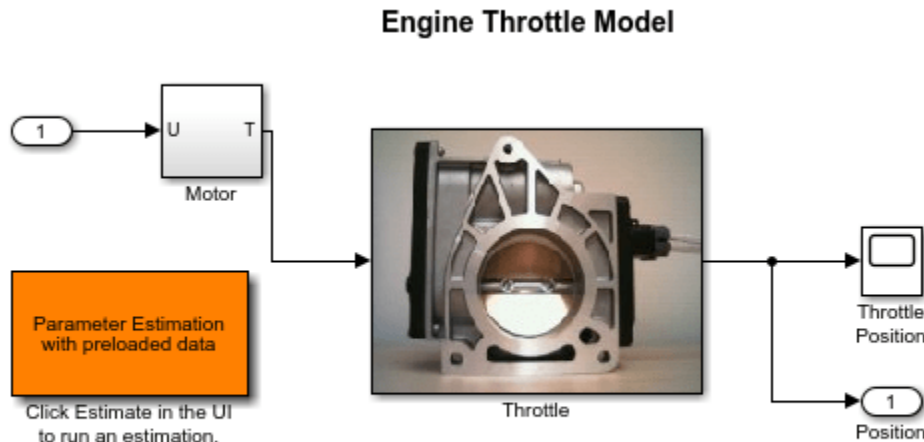 Engine Throttle Model
1
U
T
Motor
Parameter Estimation
with preloaded data
Click Estimate in the UI
to run an estimation.
Throttle
Throttle
Position
1
Position